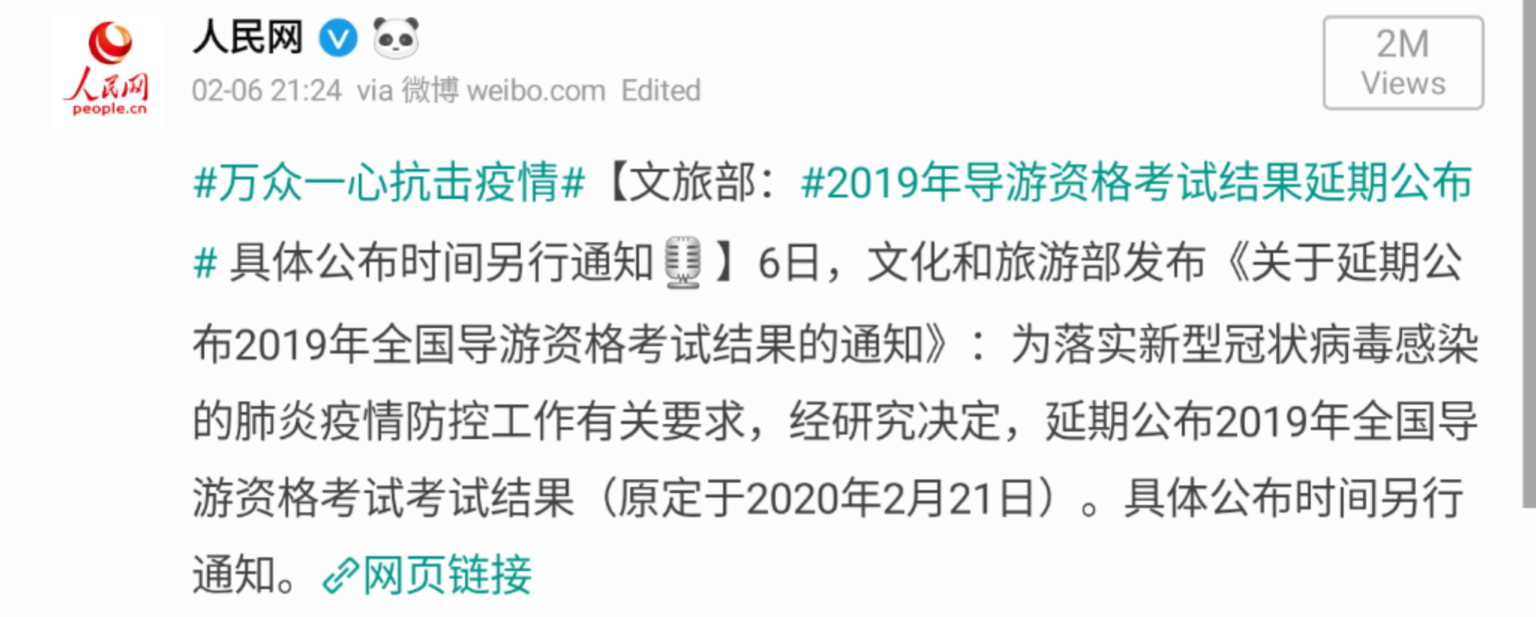 人民网
people.cn
人民网
02-06 21:24 via 微博 weibo.com Edited
2M
Views
#万众一心抗击疫情#【文旅部：#2019年导游资格考试结果延期公布
# 具体公布时间另行通知🎙】6日，文化和旅游部发布《关于延期公
布2019年全国导游资格考试结果的通知》：为落实新型冠状病毒感染
的肺炎疫情防控工作有关要求，经研究决定，延期公布2019年全国导
游资格考试考试结果（原定于2020年2月21日）。具体公布时间另行
通知。网页链接